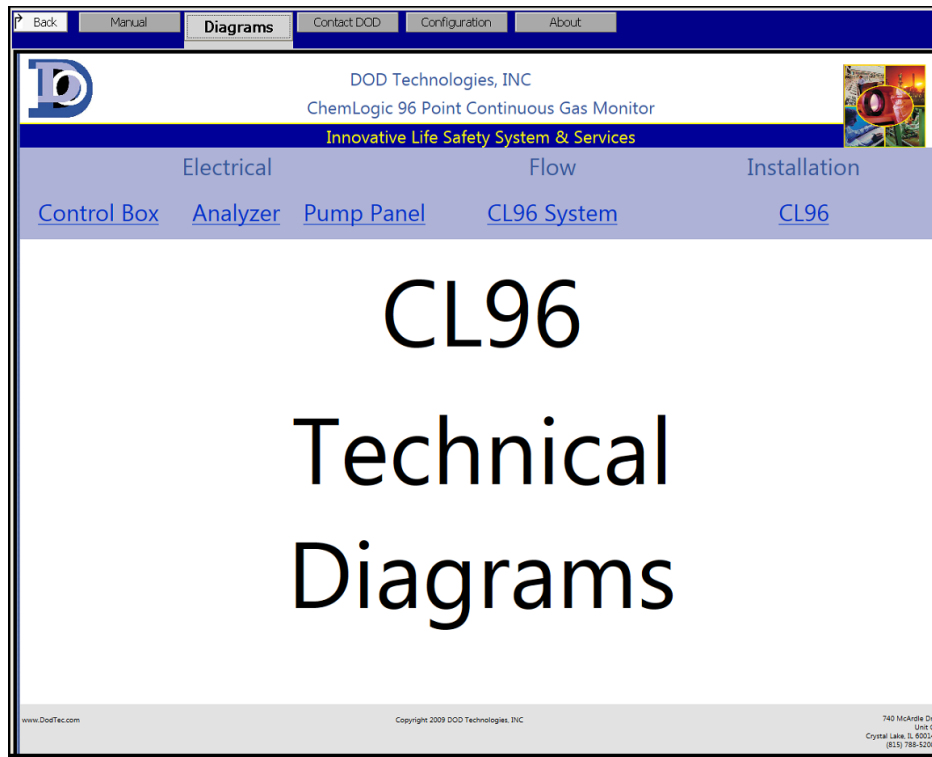 Back Manual Diagrams Contact DOD Configuration About
DOD Technologies, INC
ChemLogic 96 Point Continuous Gas Monitor
Innovative Life Safety System & Services
Electrical Flow Installation
Control Box Analyzer Pump Panel CL96 System CL96
CL96
Technical
Diagrams
www.DodTec.com Copyright 2009 DOD Technologies, INC 740 McArdle
Unit
Crystal Lake, IL
(815) 788-